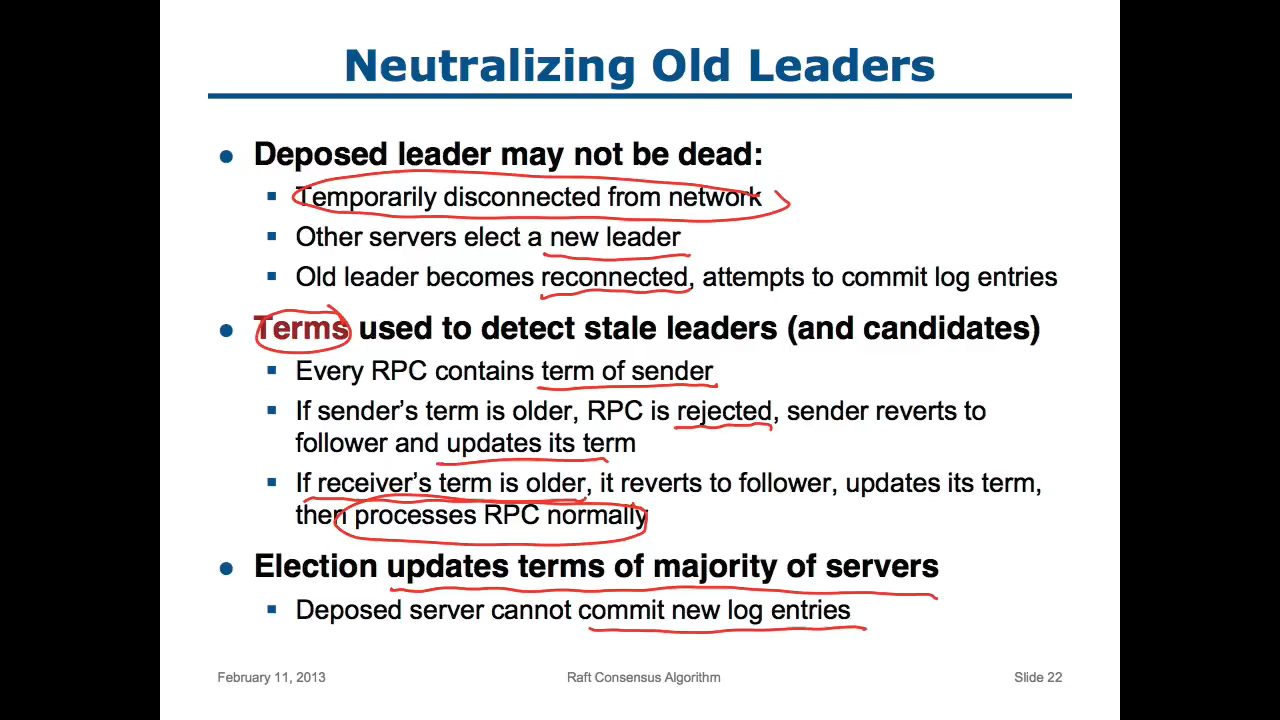 Neutralizing Old Leaders
● Deposed leader may not be dead:
▪ Temporarily disconnected from network
▪ Other servers elect a new leader
▪ Old leader becomes reconnected, attempts to commit log entries
● Terms used to detect stale leaders (and candidates)
▪ Every RPC contains term of sender
▪ If sender's term is older, RPC is rejected, sender reverts to
follower and updates its term
▪ If receiver's term is older, it reverts to follower, updates its term,
then processes RPC normally
● Election updates terms of majority of servers
▪ Deposed server cannot commit new log entries
February 11, 2013 Raft Consensus Algorithm Slide 22